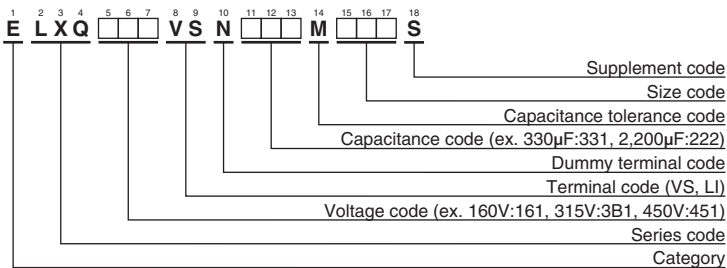 1 2 3 4 5 6 7 8 9 10 11 12 13 14 15 16 17 18
E L X Q □□□ V S N □□□ M □□□ S
Supplement code
Size code
Capacitance tolerance code
Capacitance code (ex. 330µF:331, 2,200µF:222)
Dummy terminal code
Terminal code (VS, LI)
Voltage code (ex. 160V:161, 315V:3B1, 450V:451)
Series code
Category